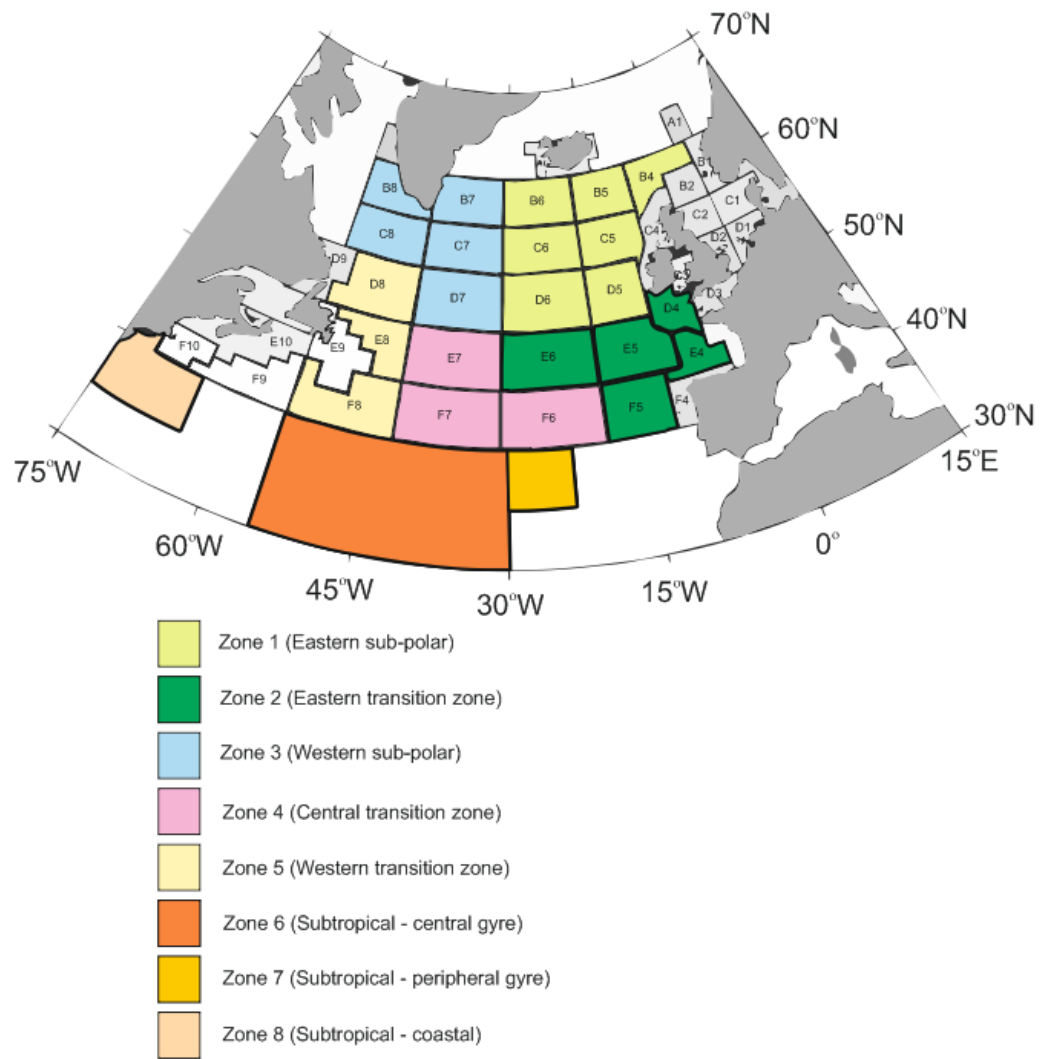 70°N
60°N
50°N
40°N
30°N
15°E
0°
15°W
30°W
45°W
60°W
75°W
A1
B1
B8
B7
B6
B5
B4
B2
C1
C8
C7
C6
C5
C4
C2
D1
D2
D9
D8
D7
D6
D5
D4
D3
F10
E10
E9
E8
E7
E6
E5
E4
F9
F8
F7
F6
F5
F4
Zone 1 (Eastern sub-polar)
Zone 2 (Eastern transition zone)
Zone 3 (Western sub-polar)
Zone 4 (Central transition zone)
Zone 5 (Western transition zone)
Zone 6 (Subtropical - central gyre)
Zone 7 (Subtropical - peripheral gyre)
Zone 8 (Subtropical - coastal)